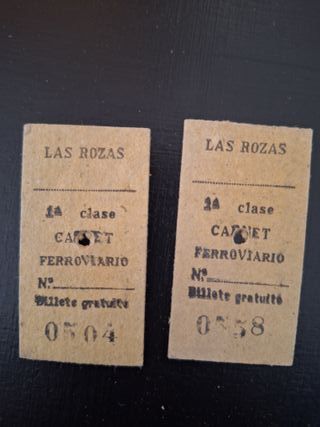 LAS ROZAS
1ª clase
CARNET
FERROVIARIO
Nº
Billete gratuito
0504
LAS ROZAS
1ª clase
CARNET
FERROVIARIO
Nº
Billete gratuito
0558